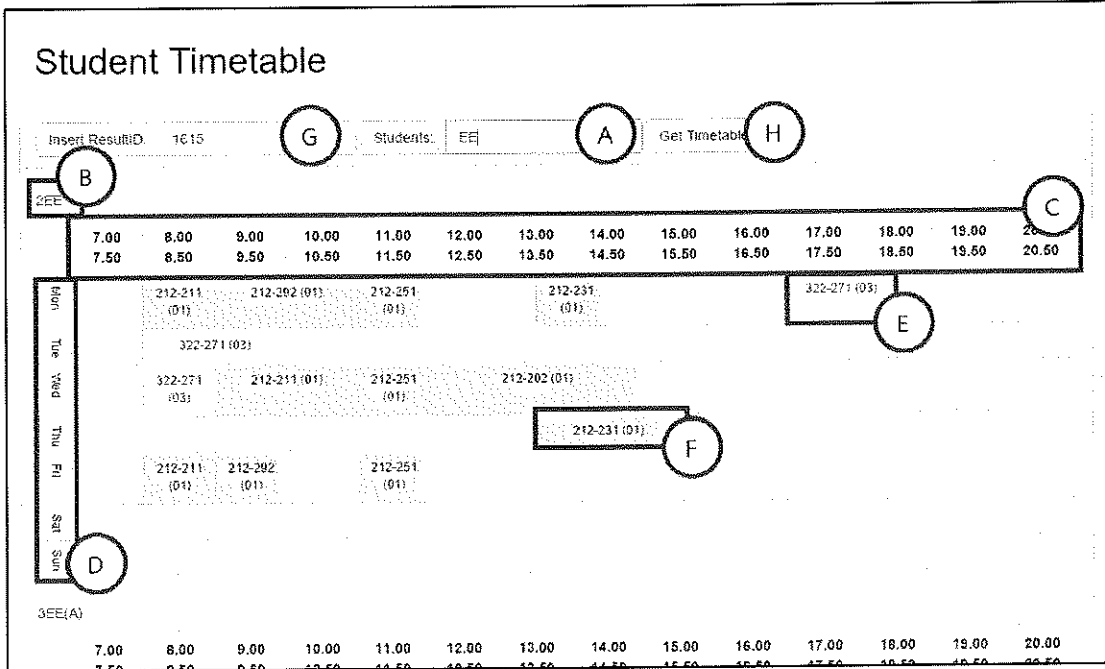 Student Timetable
Insert ResultID: 1615 G Students: EE A Get Timetable H
B
2EE
C
7.00 8.00 9.00 10.00 11.00 12.00 13.00 14.00 15.00 16.00 17.00 18.00 19.00
7.50 8.50 9.50 10.50 11.50 12.50 13.50 14.50 15.50 16.50 17.50 18.50 19.50 20.50
Mon 212-211 (01) 212-202 (01) 212-251 (01) 212-231 (01) 322-271 (03)
E
Tue 322-271 (03)
Wed 322-271 (03) 212-211 (01) 212-251 (01) 212-202 (01)
Thu 212-231 (01)
F
Fri 212-211 (01) 212-202 (01) 212-251 (01)
Sat
Sun
D
3EE(A)
7.00 8.00 9.00 10.00 11.00 12.00 13.00 14.00 15.00 16.00 17.00 18.00 19.00 20.00